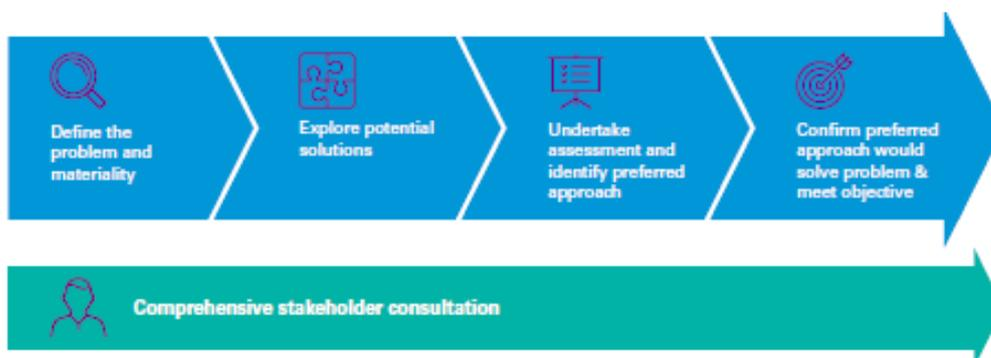 Define the
problem and
materiality
Explore potential
solutions
Undertake
assessment and
identify preferred
approach
Confirm preferred
approach would
solve problem &
meet objective
Comprehensive stakeholder consultation